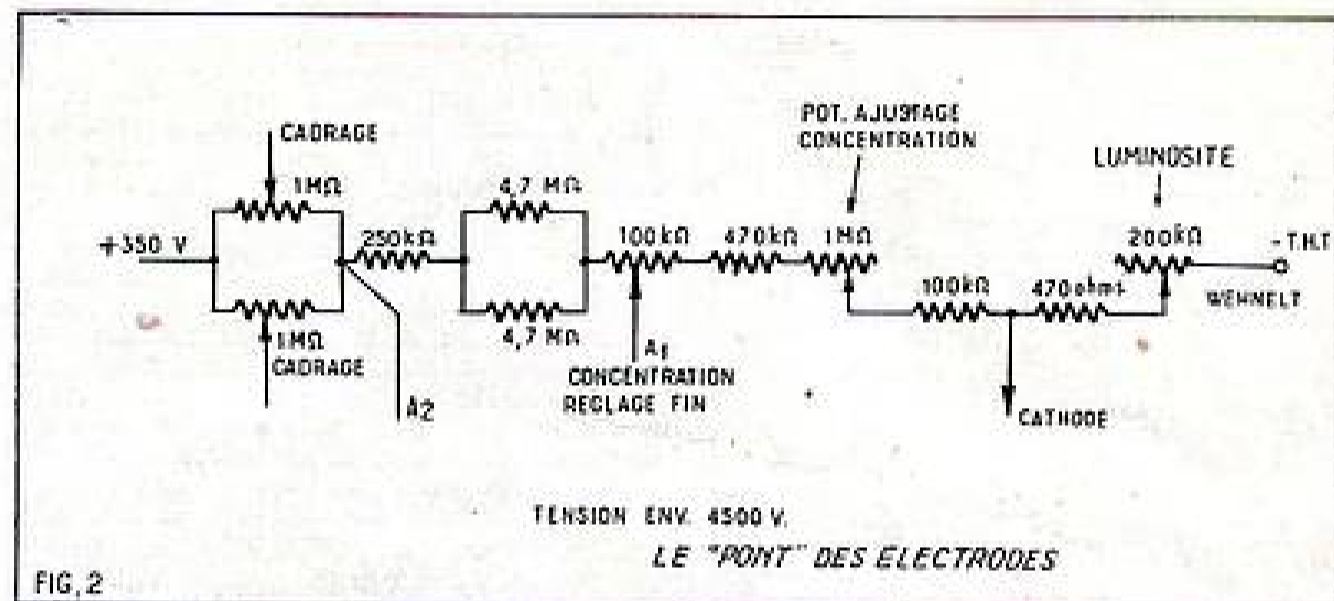 CADRAGE
1MΩ
+350 V
1MΩ
CADRAGE
250kΩ
A2
4,7 MΩ
4,7 MΩ
100kΩ
A1
CONCENTRATION
REGLAGE FIN
470kΩ
POT. AJUSTAGE
CONCENTRATION
1MΩ
100kΩ
CATHODE
470ohm+
LUMINOSITE
200kΩ
- T.H.T.
WEHNELT
TENSION ENV. 4500 V.
LE "PONT" DES ELECTRODES
FIG. 2